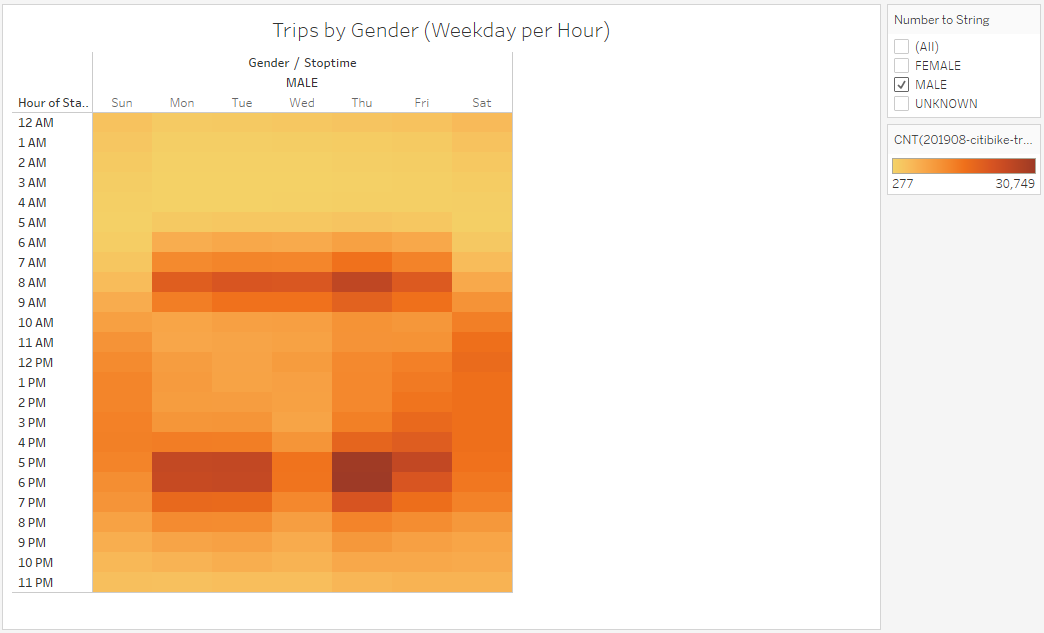 Trips by Gender (Weekday per Hour)
Gender / Stoptime
MALE
Hour of Sta.. Sun Mon Tue Wed Thu Fri Sat
12 AM
1 AM
2 AM
3 AM
4 AM
5 AM
6 AM
7 AM
8 AM
9 AM
10 AM
11 AM
12 PM
1 PM
2 PM
3 PM
4 PM
5 PM
6 PM
7 PM
8 PM
9 PM
10 PM
11 PM
Number to String
(All)
FEMALE
MALE
UNKNOWN
CNT(201908-citibike-tr...
277 30,749